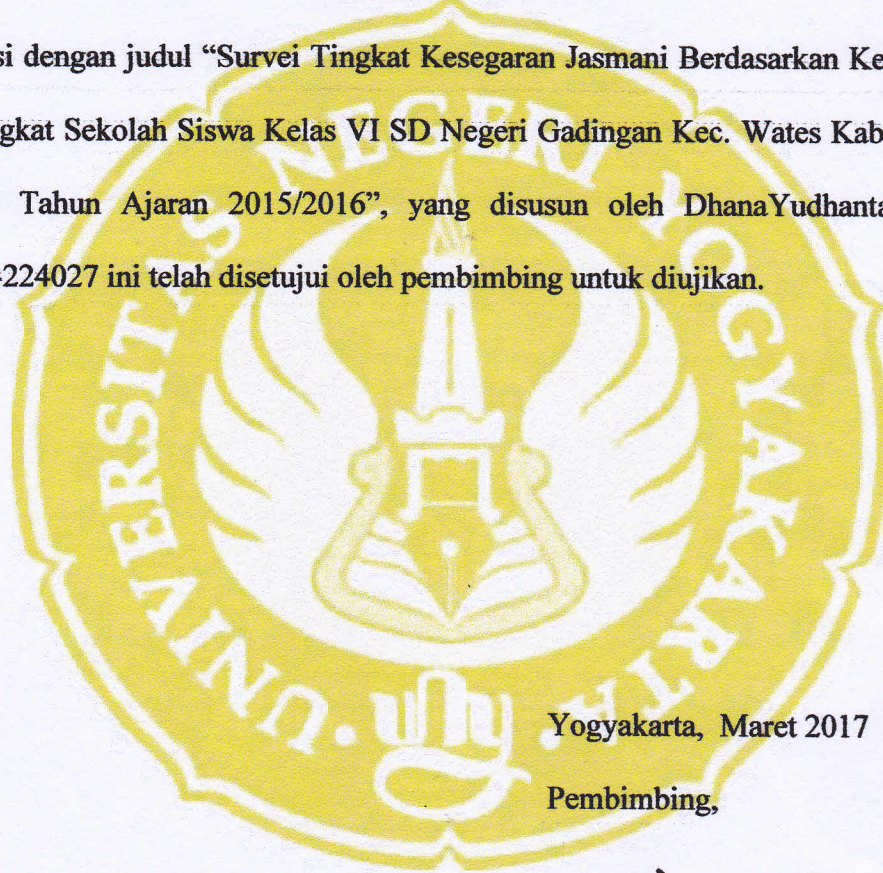 si dengan judul “Survei Tingkat Kesegaran Jasmani Berdasarkan Ke
gkat Sekolah Siswa Kelas VI SD Negeri Gadingan Kec. Wates Kab
Tahun Ajaran 2015/2016”, yang disusun oleh DhanaYudhanta
224027 ini telah disetujui oleh pembimbing untuk diujikan.
UNIVERSITAS NEGERI YOGYAKARTA
uny
Yogyakarta, Maret 2017
Pembimbing,